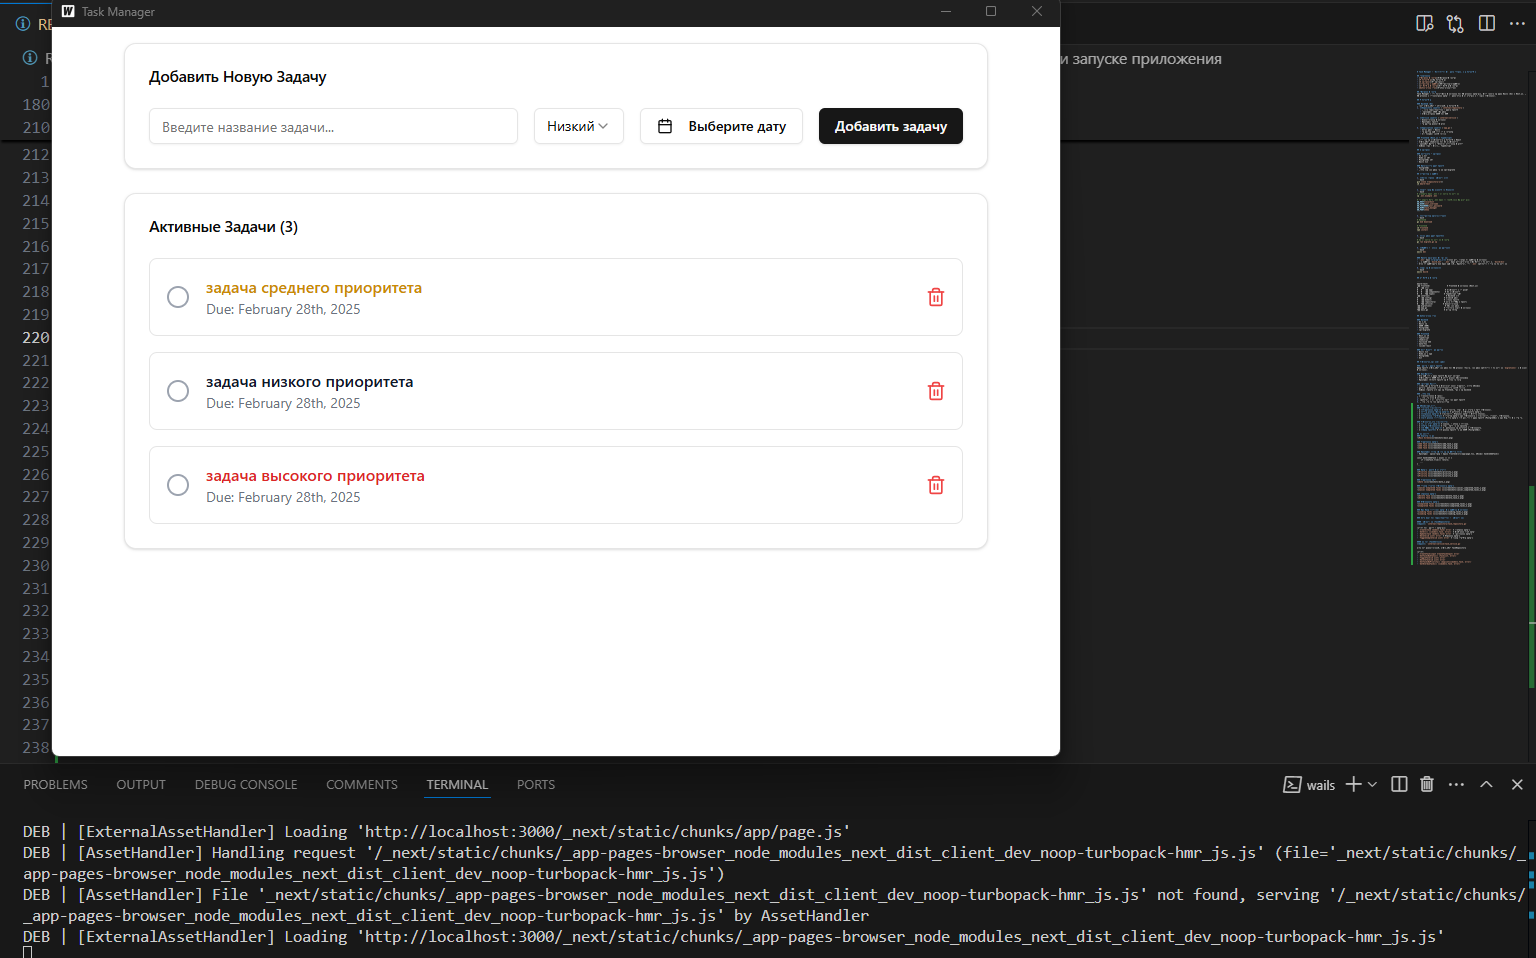 RE
Task Manager
R
и запуске приложения
1
180
210
212
213
214
215
216
217
218
219
220
221
222
223
224
225
226
227
228
229
230
231
232
233
234
235
236
237
238
Добавить Новую Задачу
Введите название задачи...
Низкий
Выберите дату
Добавить задачу
Активные Задачи (3)
задача среднего приоритета
Due: February 28th, 2025
задача низкого приоритета
Due: February 28th, 2025
задача высокого приоритета
Due: February 28th, 2025
PROBLEMS OUTPUT DEBUG CONSOLE COMMENTS TERMINAL PORTS
wails
DEB | [ExternalAssetHandler] Loading 'http://localhost:3000/_next/static/chunks/app/page.js'
DEB | [AssetHandler] Handling request '/_next/static/chunks/_app-pages-browser_node_modules_next_dist_client_dev_noop-turbopack-hmr_js.js' (file='_next/static/chunks/_
app-pages-browser_node_modules_next_dist_client_dev_noop-turbopack-hmr_js.js')
DEB | [AssetHandler] File '_next/static/chunks/_app-pages-browser_node_modules_next_dist_client_dev_noop-turbopack-hmr_js.js' not found, serving '/_next/static/chunks/
_app-pages-browser_node_modules_next_dist_client_dev_noop-turbopack-hmr_js.js' by AssetHandler
DEB | [ExternalAssetHandler] Loading 'http://localhost:3000/_next/static/chunks/_app-pages-browser_node_modules_next_dist_client_dev_noop-turbopack-hmr_js.js'